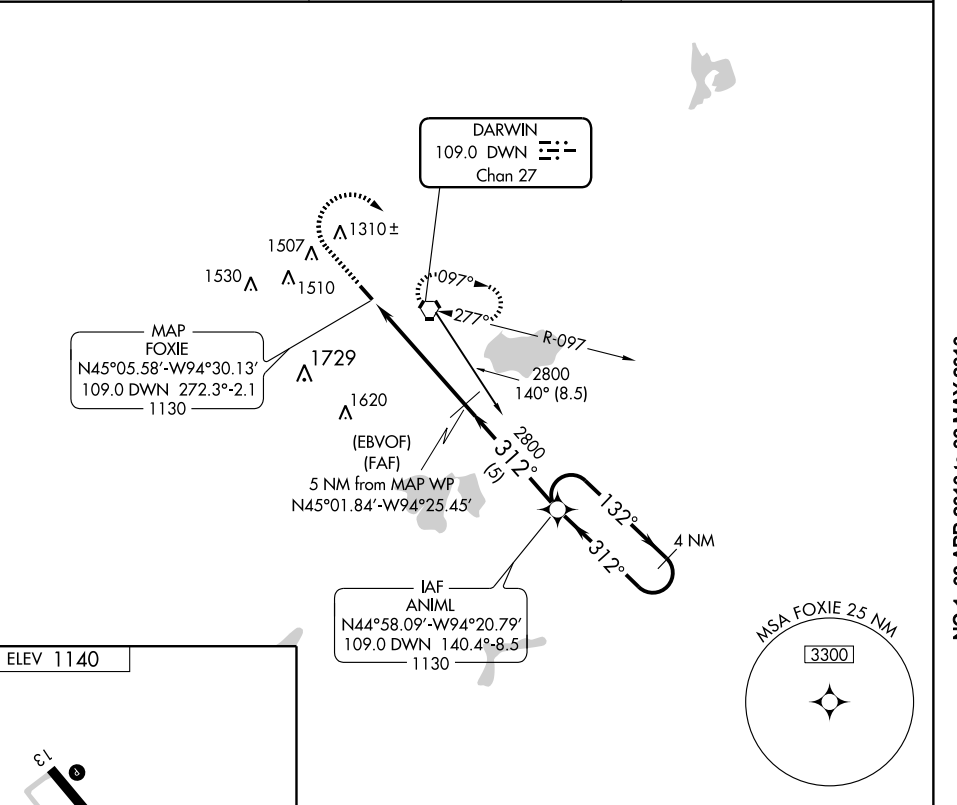 DARWIN
109.0 DWN
Chan 27
1310 ±
1507
1530
1510
097°
277°
R-097
MAP
FOXIE
N45°05.58'-W94°30.13'
109.0 DWN 272.3°-2.1
1130
1729
2800
140° (8.5)
1620
(EBVOF)
(FAF)
5 NM from MAP WP
N45°01.84'-W94°25.45'
2800
312°
(5)
132°
312°
4 NM
IAF
ANIML
N44°58.09'-W94°20.79'
109.0 DWN 140.4°-8.5
1130
MSA FOXIE 25 NM
3300
ELEV 1140
13
P